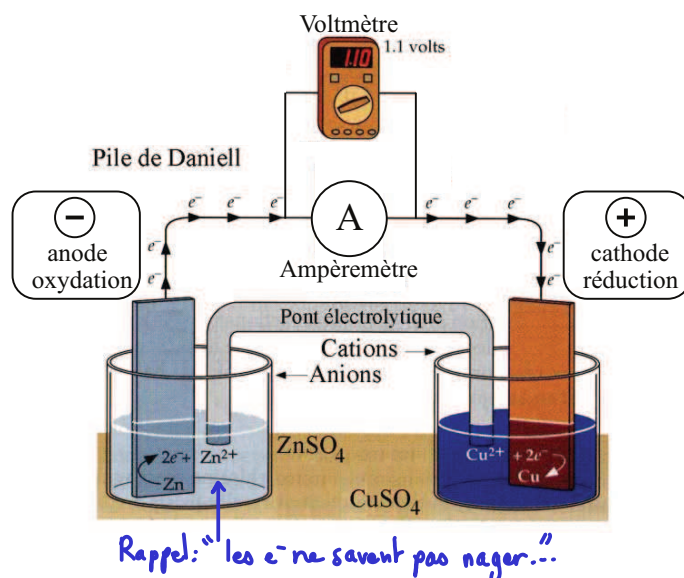 Voltmètre
1.10
1.1 volts
Pile de Daniell
e⁻ e⁻ e⁻ e⁻ e⁻ e⁻
−
anode
oxydation
e⁻
e⁻
A
Ampèremètre
+
cathode
réduction
e⁻
e⁻
Pont électrolytique
Cations
Anions
2e⁻+ Zn²⁺
Zn
ZnSO₄
Cu²⁺ + 2e⁻
Cu
CuSO₄
Rappel: "les e⁻ ne savent pas nager."